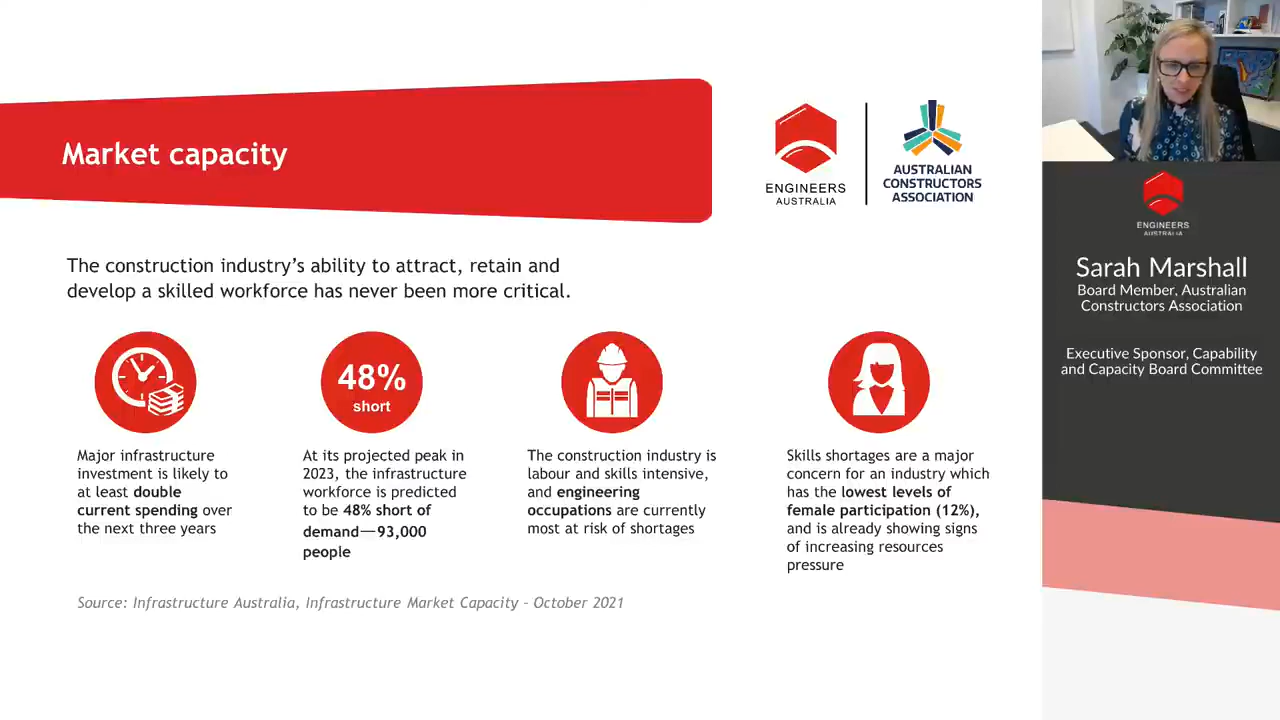 Market capacity
ENGINEERS
AUSTRALIA
AUSTRALIAN
CONSTRUCTORS
ASSOCIATION
The construction industry's ability to attract, retain and
develop a skilled workforce has never been more critical.
48%
short
Major infrastructure
investment is likely to
at least double
current spending over
the next three years
At its projected peak in
2023, the infrastructure
workforce is predicted
to be 48% short of
demand—93,000
people
The construction industry is
labour and skills intensive,
and engineering
occupations are currently
most at risk of shortages
Skills shortages are a major
concern for an industry which
has the lowest levels of
female participation (12%),
and is already showing signs
of increasing resources
pressure
Source: Infrastructure Australia, Infrastructure Market Capacity - October 2021
ENGINEERS
AUSTRALIA
Sarah Marshall
Board Member, Australian
Constructors Association
Executive Sponsor, Capability
and Capacity Board Committee